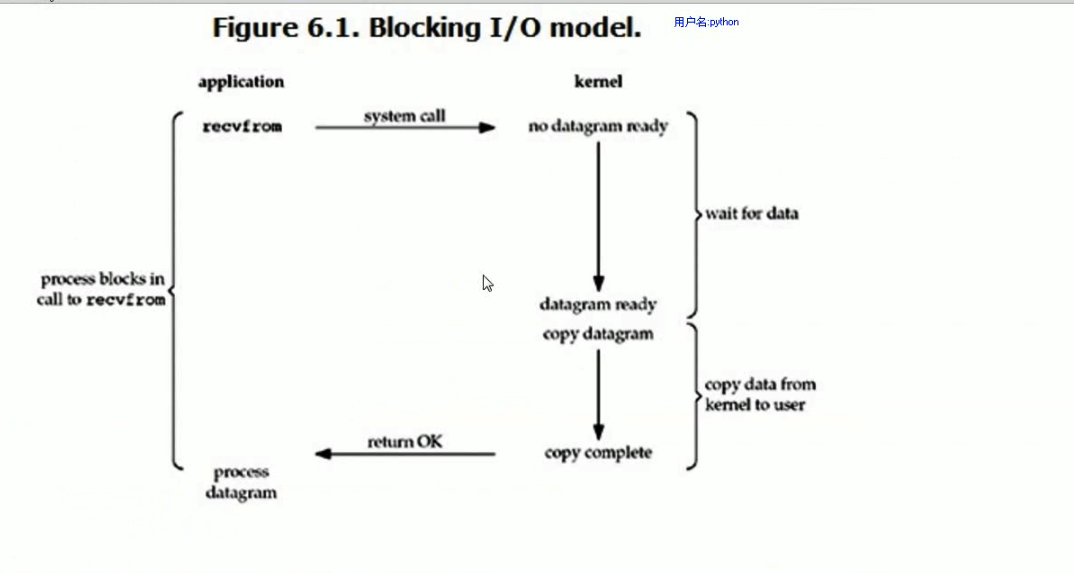 Figure 6.1. Blocking I/O model.
用户名:python
application
kernel
recvfrom
system call
no datagram ready
wait for data
process blocks in
call to recvfrom
datagram ready
copy datagram
copy data from
kernel to user
return OK
copy complete
process
datagram